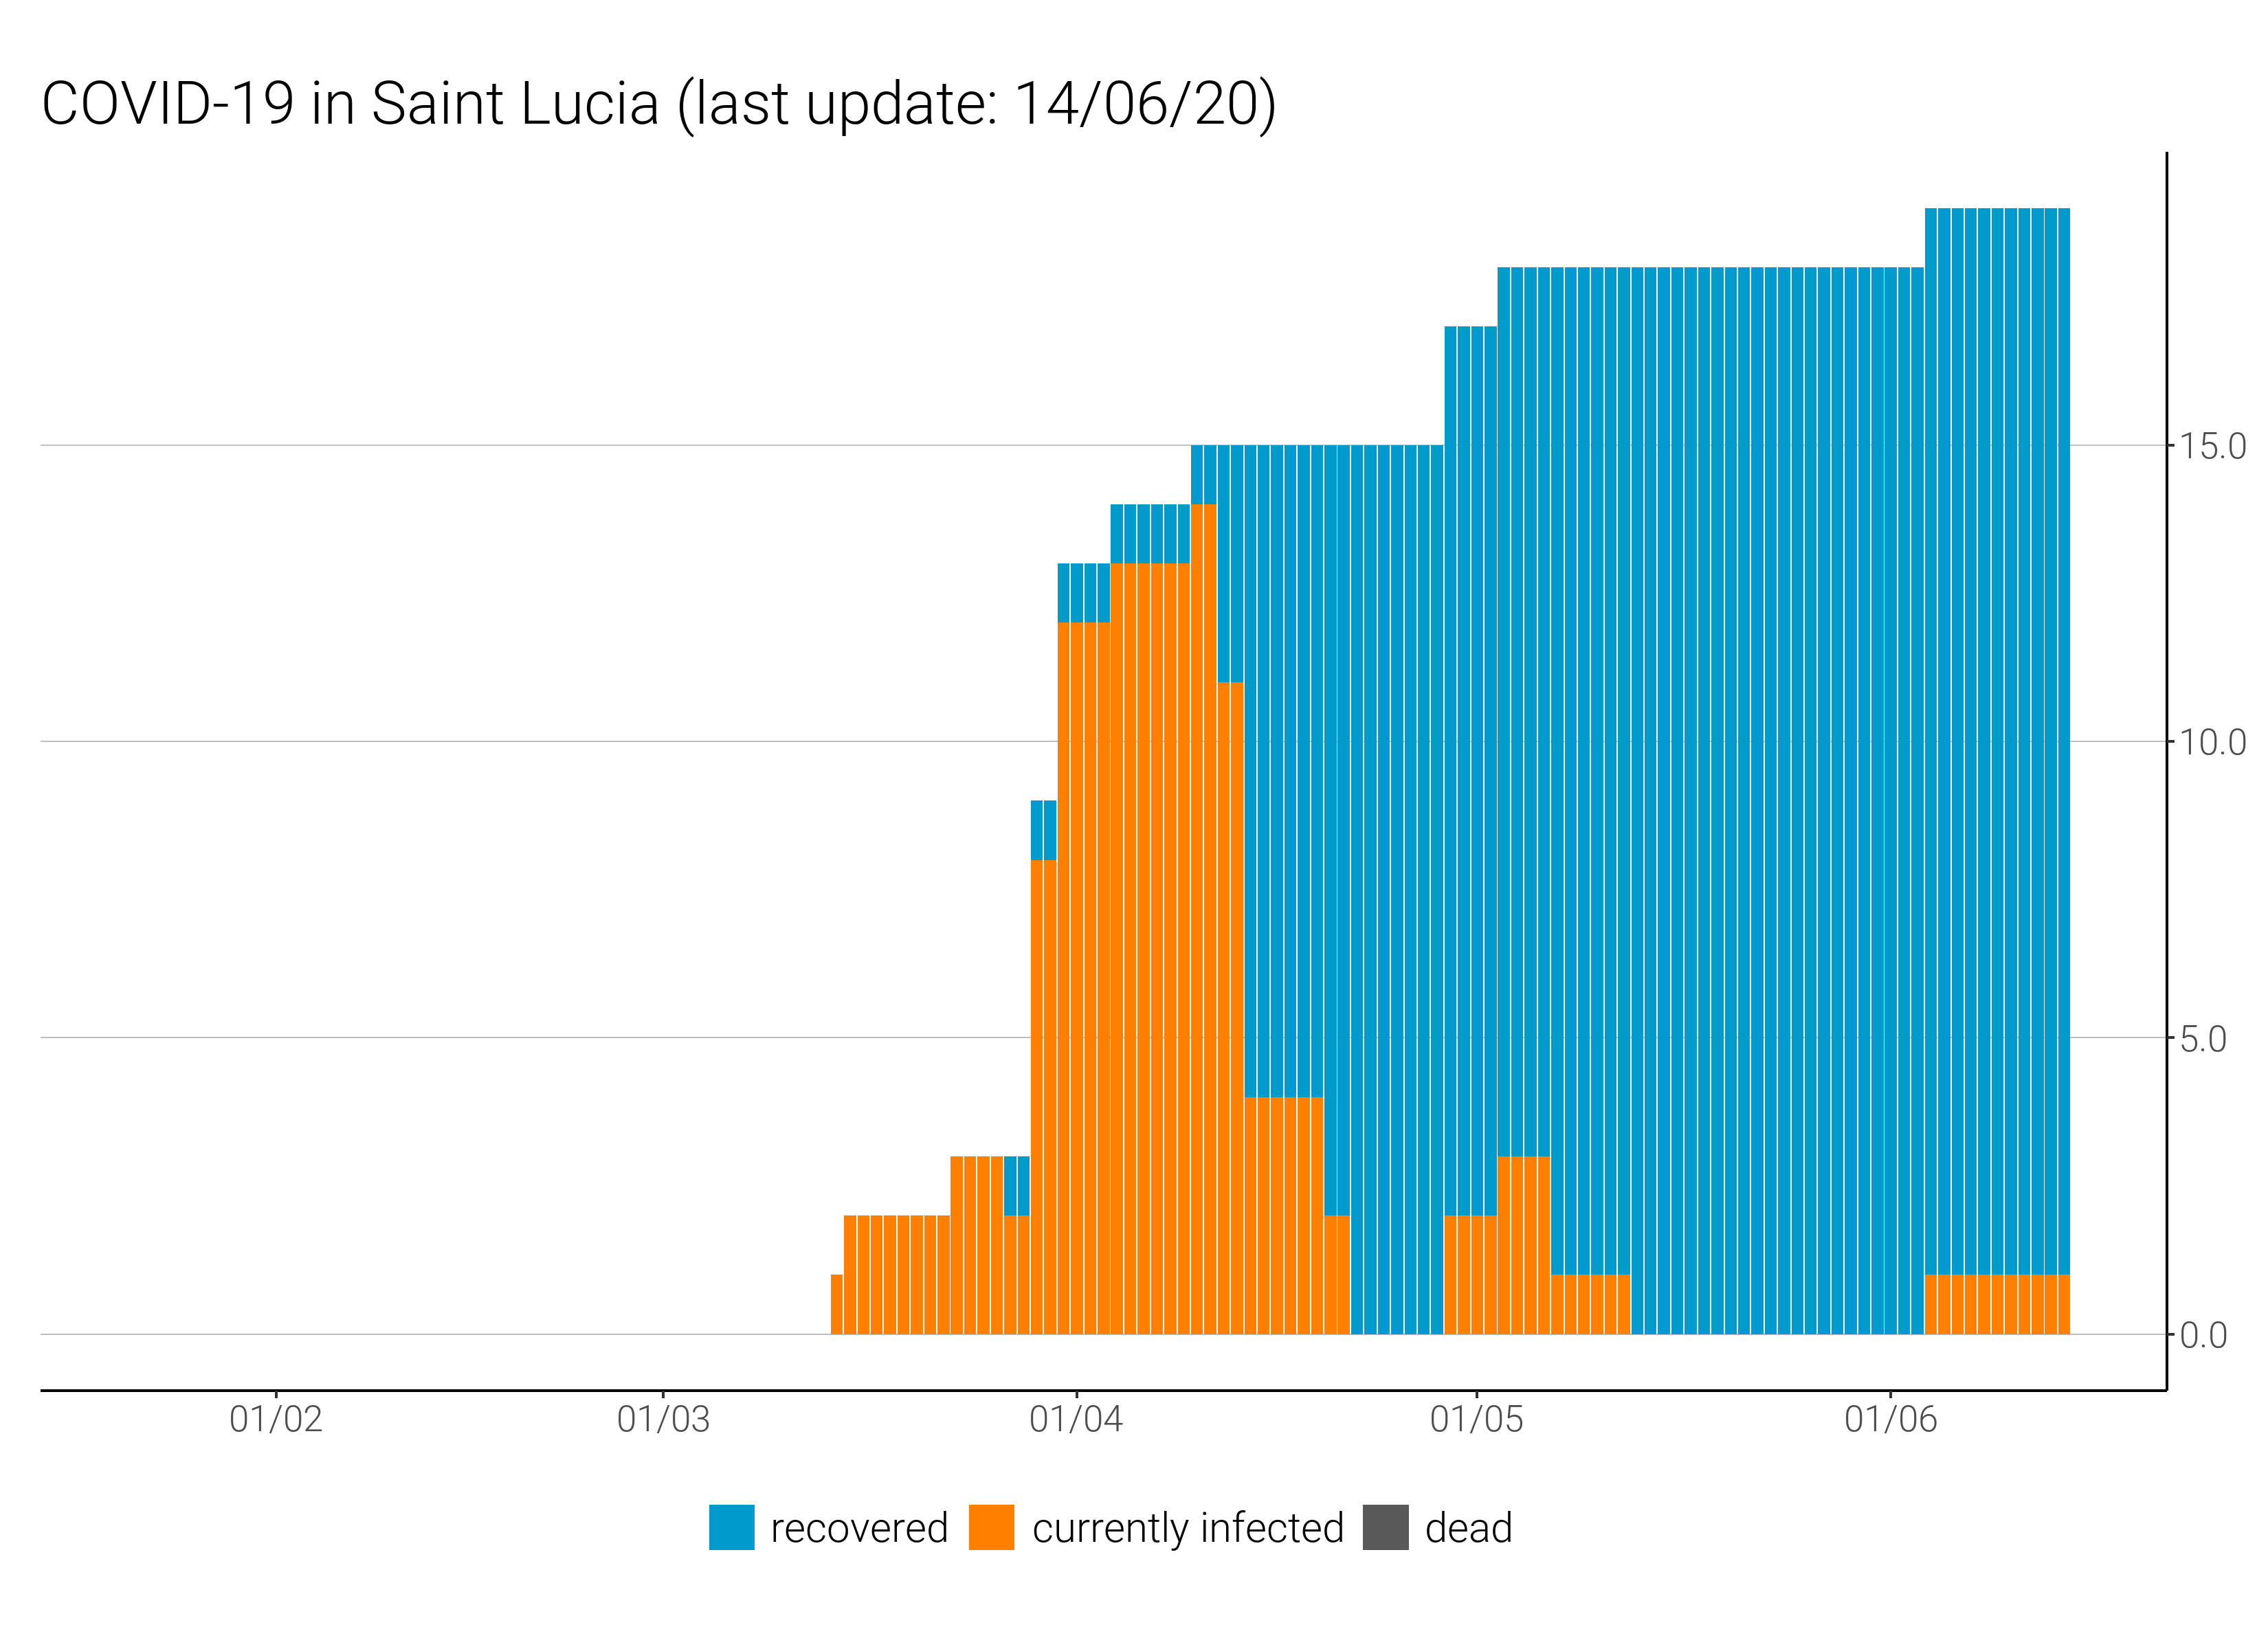 COVID-19 in Saint Lucia (last update: 14/06/20)
15.0
10.0
5.0
0.0
01/02 01/03 01/04 01/05 01/06
recovered currently infected dead